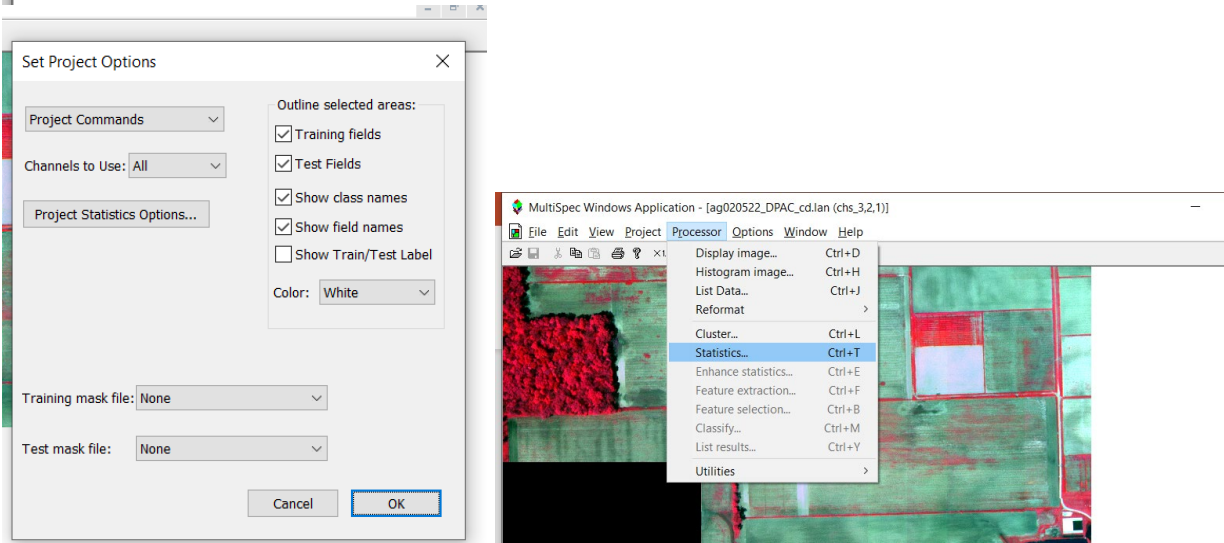 Set Project Options
Project Commands
Channels to Use: All
Project Statistics Options...
Outline selected areas:
Training fields
Test Fields
Show class names
Show field names
Show Train/Test Label
Color: White
Training mask file: None
Test mask file: None
Cancel OK
MultiSpec Windows Application - [ag020522_DPAC_cd.lan (chs_3,2,1)]
File Edit View Project Processor Options Window Help
×1
Display image... Ctrl+D
Histogram image... Ctrl+H
List Data... Ctrl+J
Reformat
Cluster... Ctrl+L
Statistics... Ctrl+T
Enhance statistics... Ctrl+E
Feature extraction... Ctrl+F
Feature selection... Ctrl+B
Classify... Ctrl+M
List results... Ctrl+Y
Utilities